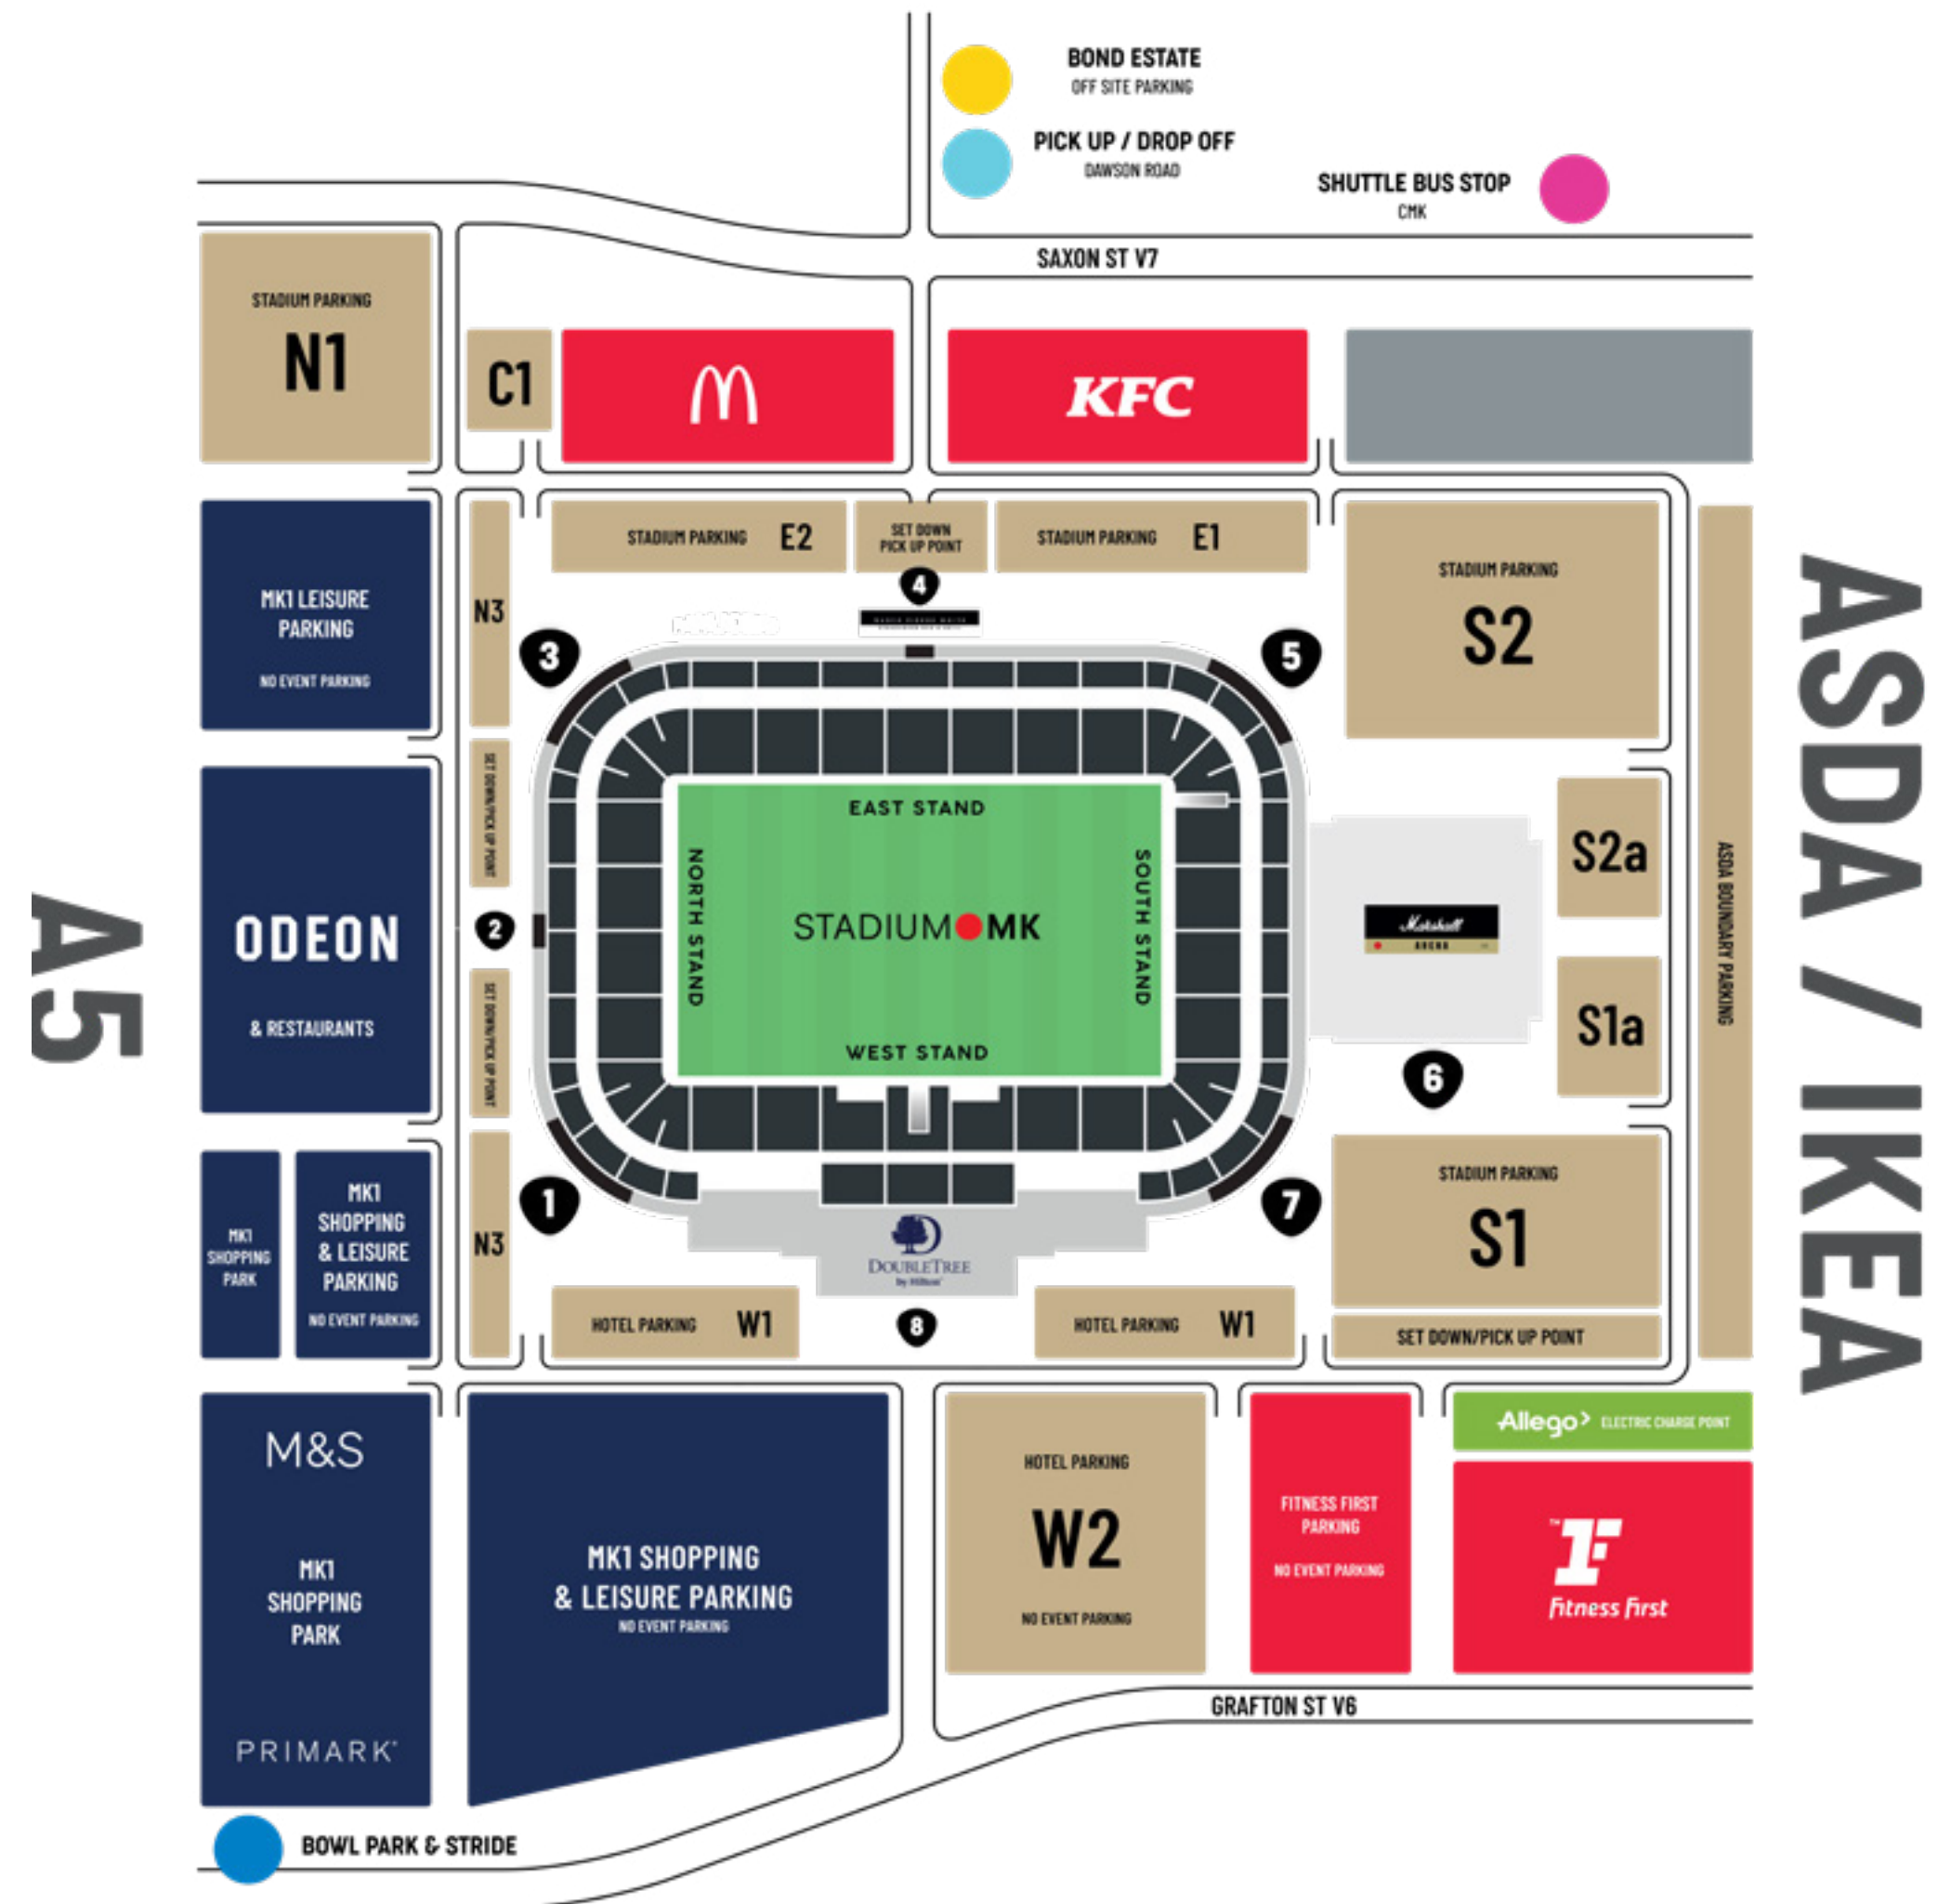 BOND ESTATE
OFF SITE PARKING
PICK UP / DROP OFF
DAWSON ROAD
SHUTTLE BUS STOP
CMK
SAXON ST V7
STADIUM PARKING
N1
C1
KFC
STADIUM PARKING E2
SET DOWN
PICK UP POINT
STADIUM PARKING E1
4
MK1 LEISURE
PARKING
NO EVENT PARKING
N3
3
5
STADIUM PARKING
S2
SET DOWN/PICK UP POINT
EAST STAND
NORTH STAND
STADIUM MK
SOUTH STAND
WEST STAND
A5
ODEON
& RESTAURANTS
2
SET DOWN/PICK UP POINT
Marshall
ARENA
6
S2a
S1a
ASDA BOUNDARY PARKING
ASDA / IKEA
MK1
SHOPPING
PARK
MK1
SHOPPING
& LEISURE
PARKING
NO EVENT PARKING
N3
1
7
STADIUM PARKING
S1
DOUBLETREE
by Hilton
HOTEL PARKING W1
8
HOTEL PARKING W1
SET DOWN/PICK UP POINT
M&S
MK1
SHOPPING
PARK
PRIMARK
MK1 SHOPPING
& LEISURE PARKING
NO EVENT PARKING
HOTEL PARKING
W2
NO EVENT PARKING
FITNESS FIRST
PARKING
NO EVENT PARKING
Allego> ELECTRIC CHARGE POINT
TM
fitness first
GRAFTON ST V6
BOWL PARK & STRIDE